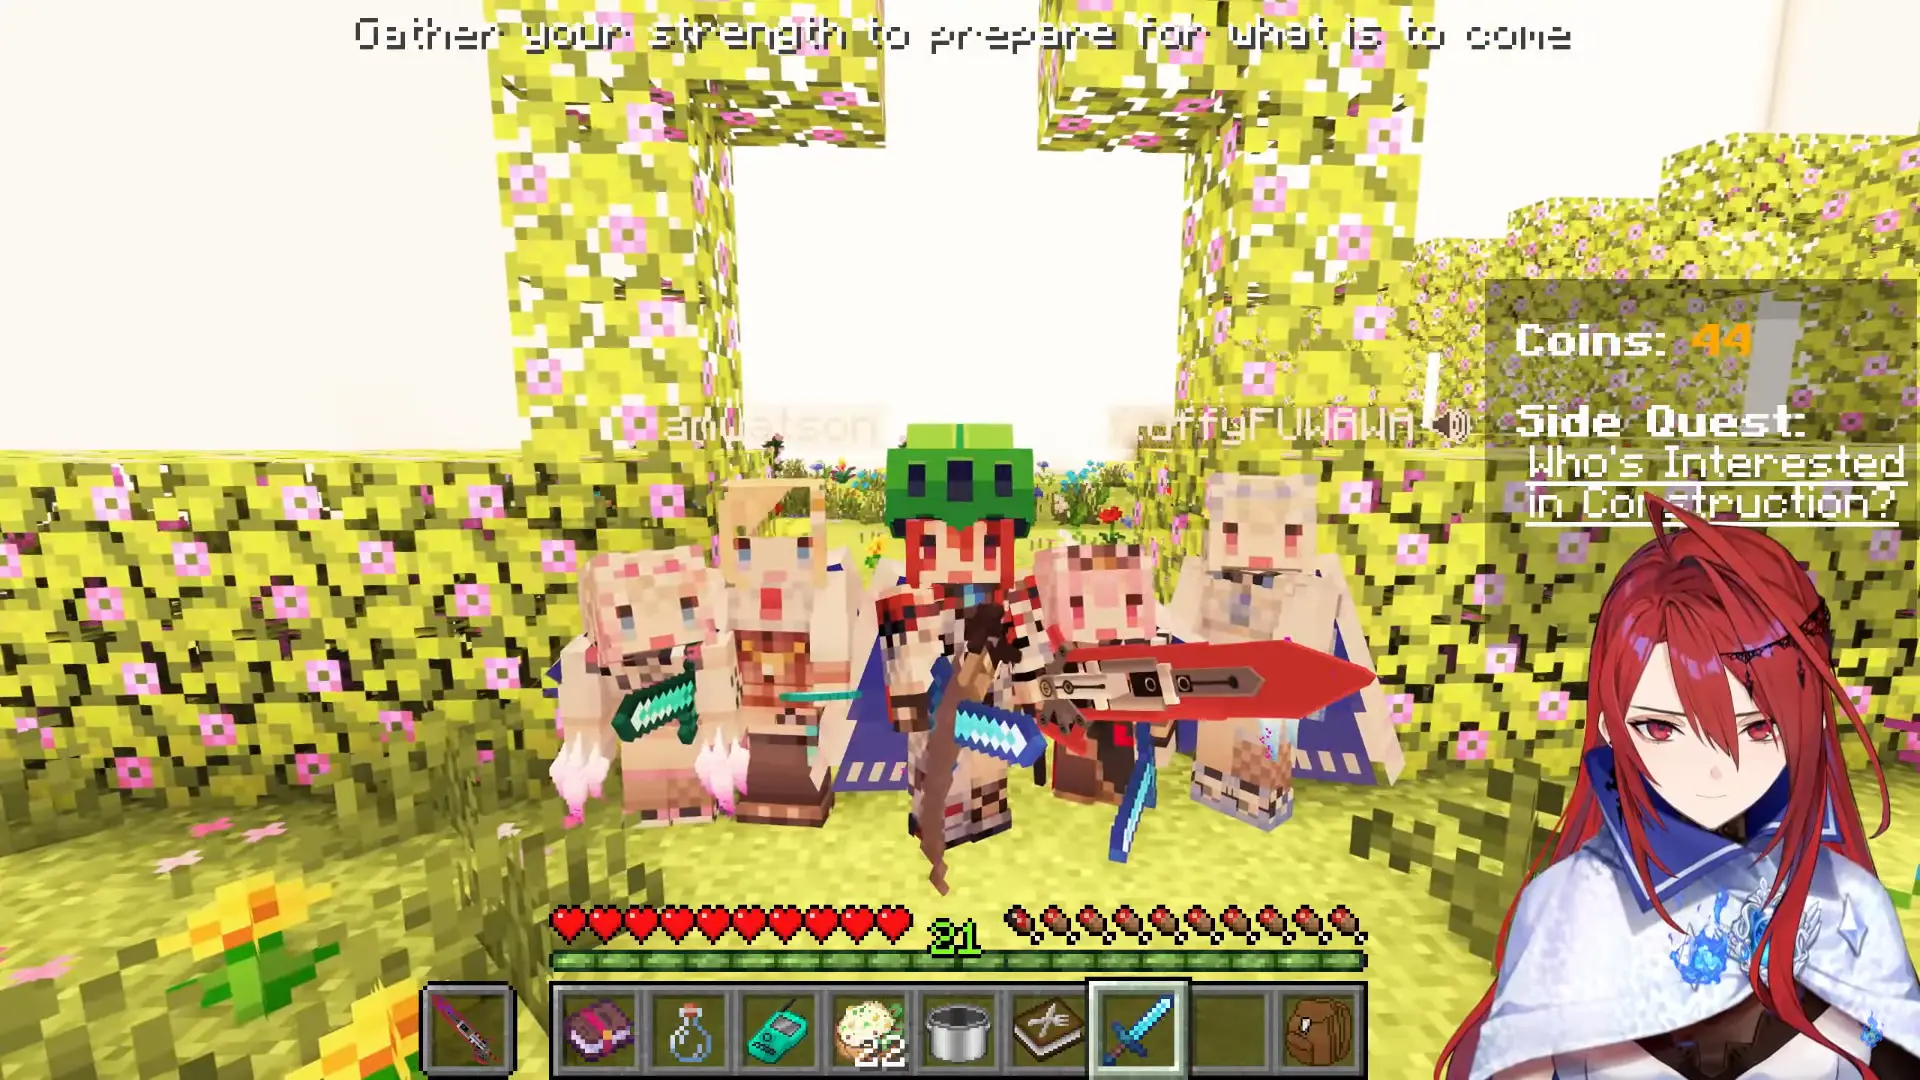 Gather your strength to prepare for what is to come
Coins: 44
Side Quest:
Who's Interested
in Construction?
31
22